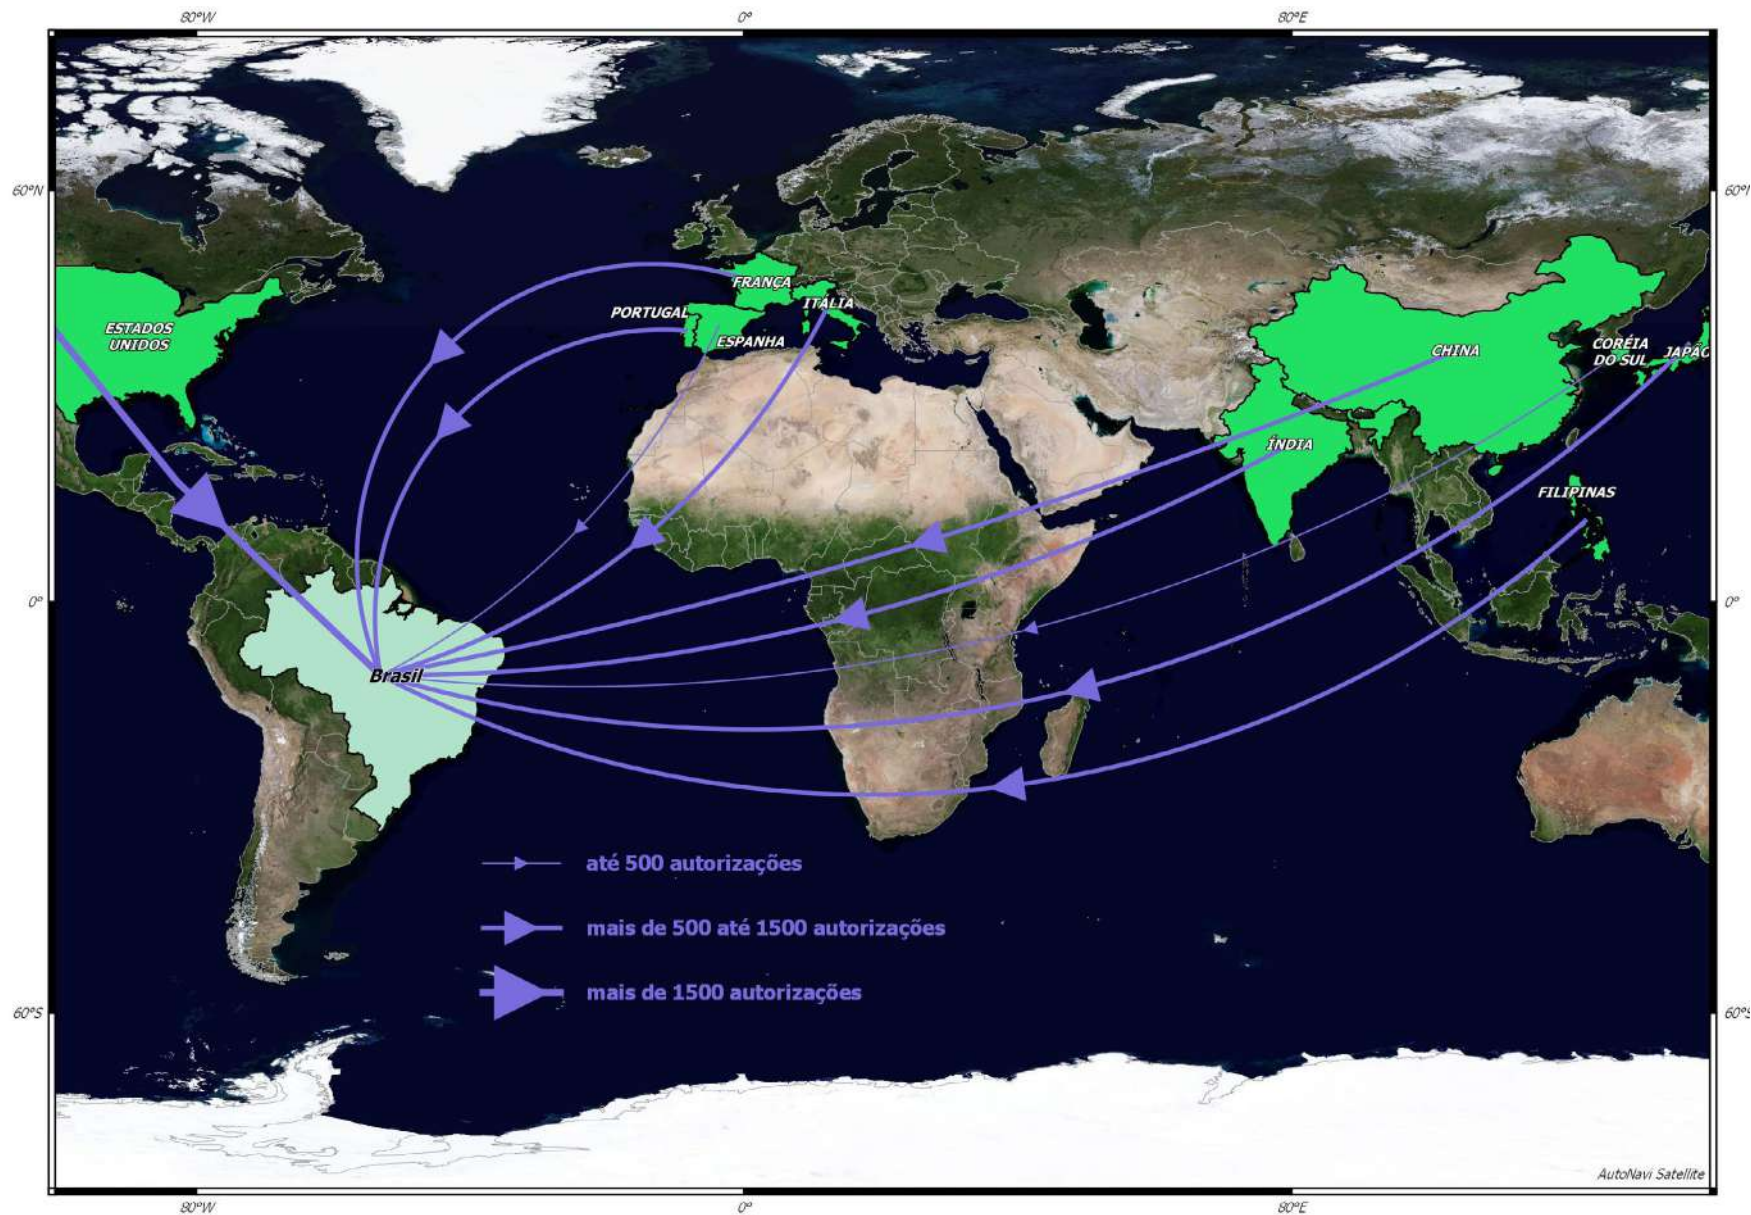 80°W 0° 80°E
60°N 60°N
FRANÇA
ITÁLIA
PORTUGAL
ESTADOS
UNIDOS
ESPANHA
CHINA
CORÉIA
DO SUL
JAPÃO
ÍNDIA
FILIPINAS
0° 0°
Brasil
até 500 autorizações
mais de 500 até 1500 autorizações
mais de 1500 autorizações
60°S 60°S
AutoNavi Satellite
80°W 0° 80°E